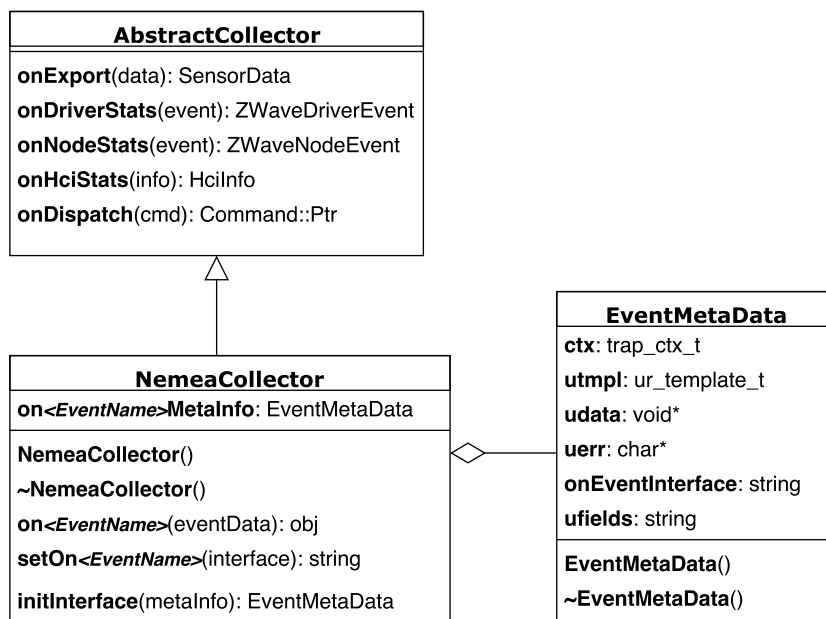 AbstractCollector
onExport(data): SensorData
onDriverStats(event): ZWaveDriverEvent
onNodeStats(event): ZWaveNodeEvent
onHciStats(info): HciInfo
onDispatch(cmd): Command::Ptr
NemeaCollector
on<EventName>MetaInfo: EventMetaData
NemeaCollector()
~NemeaCollector()
on<EventName>(eventData): obj
setOn<EventName>(interface): string
initInterface(metaInfo): EventMetaData
EventMetaData
ctx: trap_ctx_t
utmpl: ur_template_t
udata: void*
uerr: char*
onEventInterface: string
ufields: string
EventMetaData()
~EventMetaData()